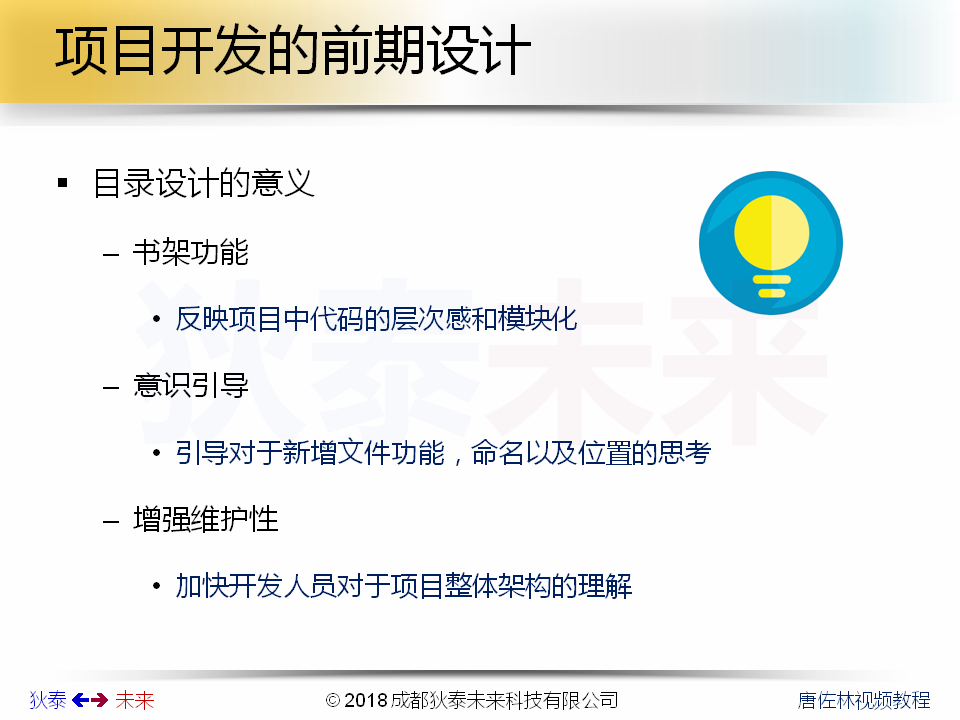 项目开发的前期设计
▪ 目录设计的意义
– 书架功能
• 反映项目中代码的层次感和模块化
– 意识引导
• 引导对于新增文件功能，命名以及位置的思考
– 增强维护性
• 加快开发人员对于项目整体架构的理解
狄泰未来
狄泰 未来
© 2018 成都狄泰未来科技有限公司
唐佐林视频教程